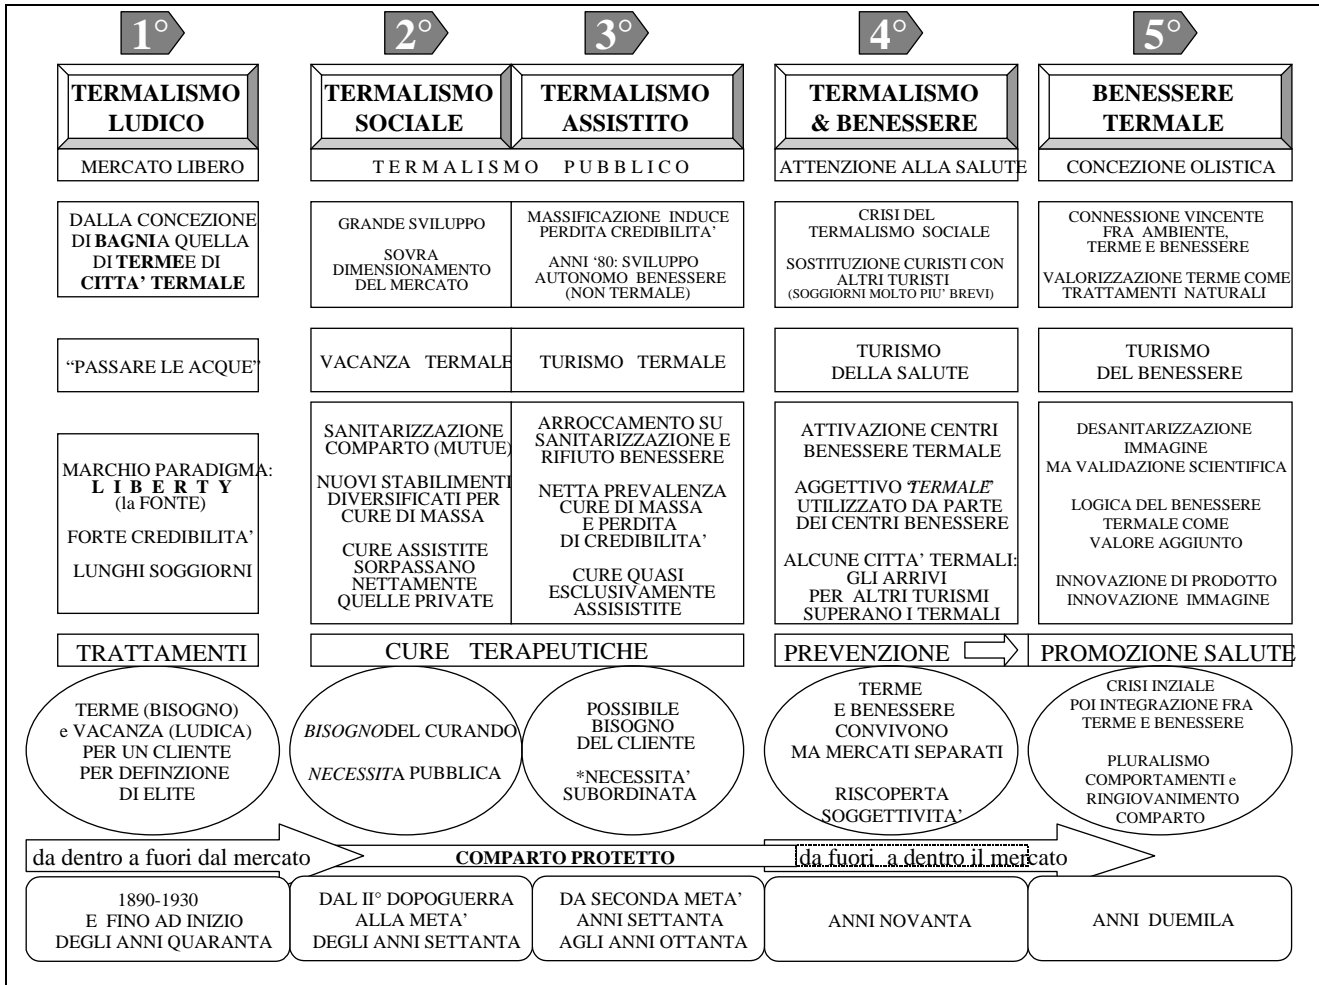 1°
2°
3°
4°
5°
TERMALISMO
LUDICO
TERMALISMO
SOCIALE
TERMALISMO
ASSISTITO
TERMALISMO
& BENESSERE
BENESSERE
TERMALE
MERCATO LIBERO
TERMALISMO PUBBLICO
ATTENZIONE ALLA SALUTE
CONCEZIONE OLISTICA
DALLA CONCEZIONE
DI BAGNIA QUELLA
DI TERMEE DI
CITTA' TERMALE
GRANDE SVILUPPO
SOVRA
DIMENSIONAMENTO
DEL MERCATO
MASSIFICAZIONE INDUCE
PERDITA CREDIBILITA'
ANNI '80: SVILUPPO
AUTONOMO BENESSERE
(NON TERMALE)
CRISI DEL
TERMALISMO SOCIALE
SOSTITUZIONE CURISTI CON
ALTRI TURISTI
(SOGGIORNI MOLTO PIU' BREVI)
CONNESSIONE VINCENTE
FRA AMBIENTE,
TERME E BENESSERE
VALORIZZAZIONE TERME COME
TRATTAMENTI NATURALI
“PASSARE LE ACQUE”
VACANZA TERMALE
TURISMO TERMALE
TURISMO
DELLA SALUTE
TURISMO
DEL BENESSERE
MARCHIO PARADIGMA:
L I B E R T Y
(la FONTE)
FORTE CREDIBILITA'
LUNGHI SOGGIORNI
SANITARIZZAZIONE
COMPARTO (MUTUE)
NUOVI STABILIMENTI
DIVERSIFICATI PER
CURE DI MASSA
CURE ASSISTITE
SORPASSANO
NETTAMENTE
QUELLE PRIVATE
ARROCCAMENTO SU
SANITARIZZAZIONE E
RIFIUTO BENESSERE
NETTA PREVALENZA
CURE DI MASSA
E PERDITA
DI CREDIBILITA'
CURE QUASI
ESCLUSIVAMENTE
ASSISISTITE
ATTIVAZIONE CENTRI
BENESSERE TERMALE
AGGETTIVO “TERMALE”
UTILIZZATO DA PARTE
DEI CENTRI BENESSERE
ALCUNE CITTA' TERMALI:
GLI ARRIVI
PER ALTRI TURISMI
SUPERANO I TERMALI
DESANITARIZZAZIONE
IMMAGINE
MA VALIDAZIONE SCIENTIFICA
LOGICA DEL BENESSERE
TERMALE COME
VALORE AGGIUNTO
INNOVAZIONE DI PRODOTTO
INNOVAZIONE IMMAGINE
TRATTAMENTI
CURE TERAPEUTICHE
PREVENZIONE
PROMOZIONE SALUTE
TERME (BISOGNO)
e VACANZA (LUDICA)
PER UN CLIENTE
PER DEFINZIONE
DI ELITE
BISOGNODEL CURANDO
NECESSITA PUBBLICA
POSSIBILE
BISOGNO
DEL CLIENTE
*NECESSITA'
SUBORDINATA
TERME
E BENESSERE
CONVIVONO
MA MERCATI SEPARATI
RISCOPERTA
SOGGETTIVITA'
CRISI INZIALE
POI INTEGRAZIONE FRA
TERME E BENESSERE
PLURALISMO
COMPORTAMENTI e
RINGIOVANIMENTO
COMPARTO
da dentro a fuori dal mercato
COMPARTO PROTETTO
da fuori a dentro il mercato
1890-1930
E FINO AD INIZIO
DEGLI ANNI QUARANTA
DAL II° DOPOGUERRA
ALLA META'
DEGLI ANNI SETTANTA
DA SECONDA META'
ANNI SETTANTA
AGLI ANNI OTTANTA
ANNI NOVANTA
ANNI DUEMILA